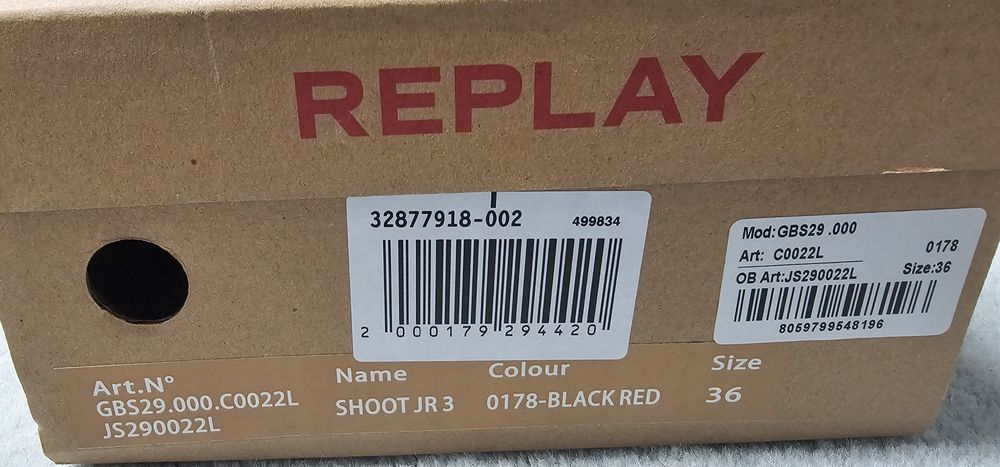 REPLAY
32877918-002 499834
2 000179 294420
Mod:GBS29 .000
Art: C0022L 0178
OB Art:JS290022L Size:36
8059799548196
Art.N° Name Colour Size
GBS29.000.C0022L SHOOT JR 3 0178-BLACK RED 36
JS290022L